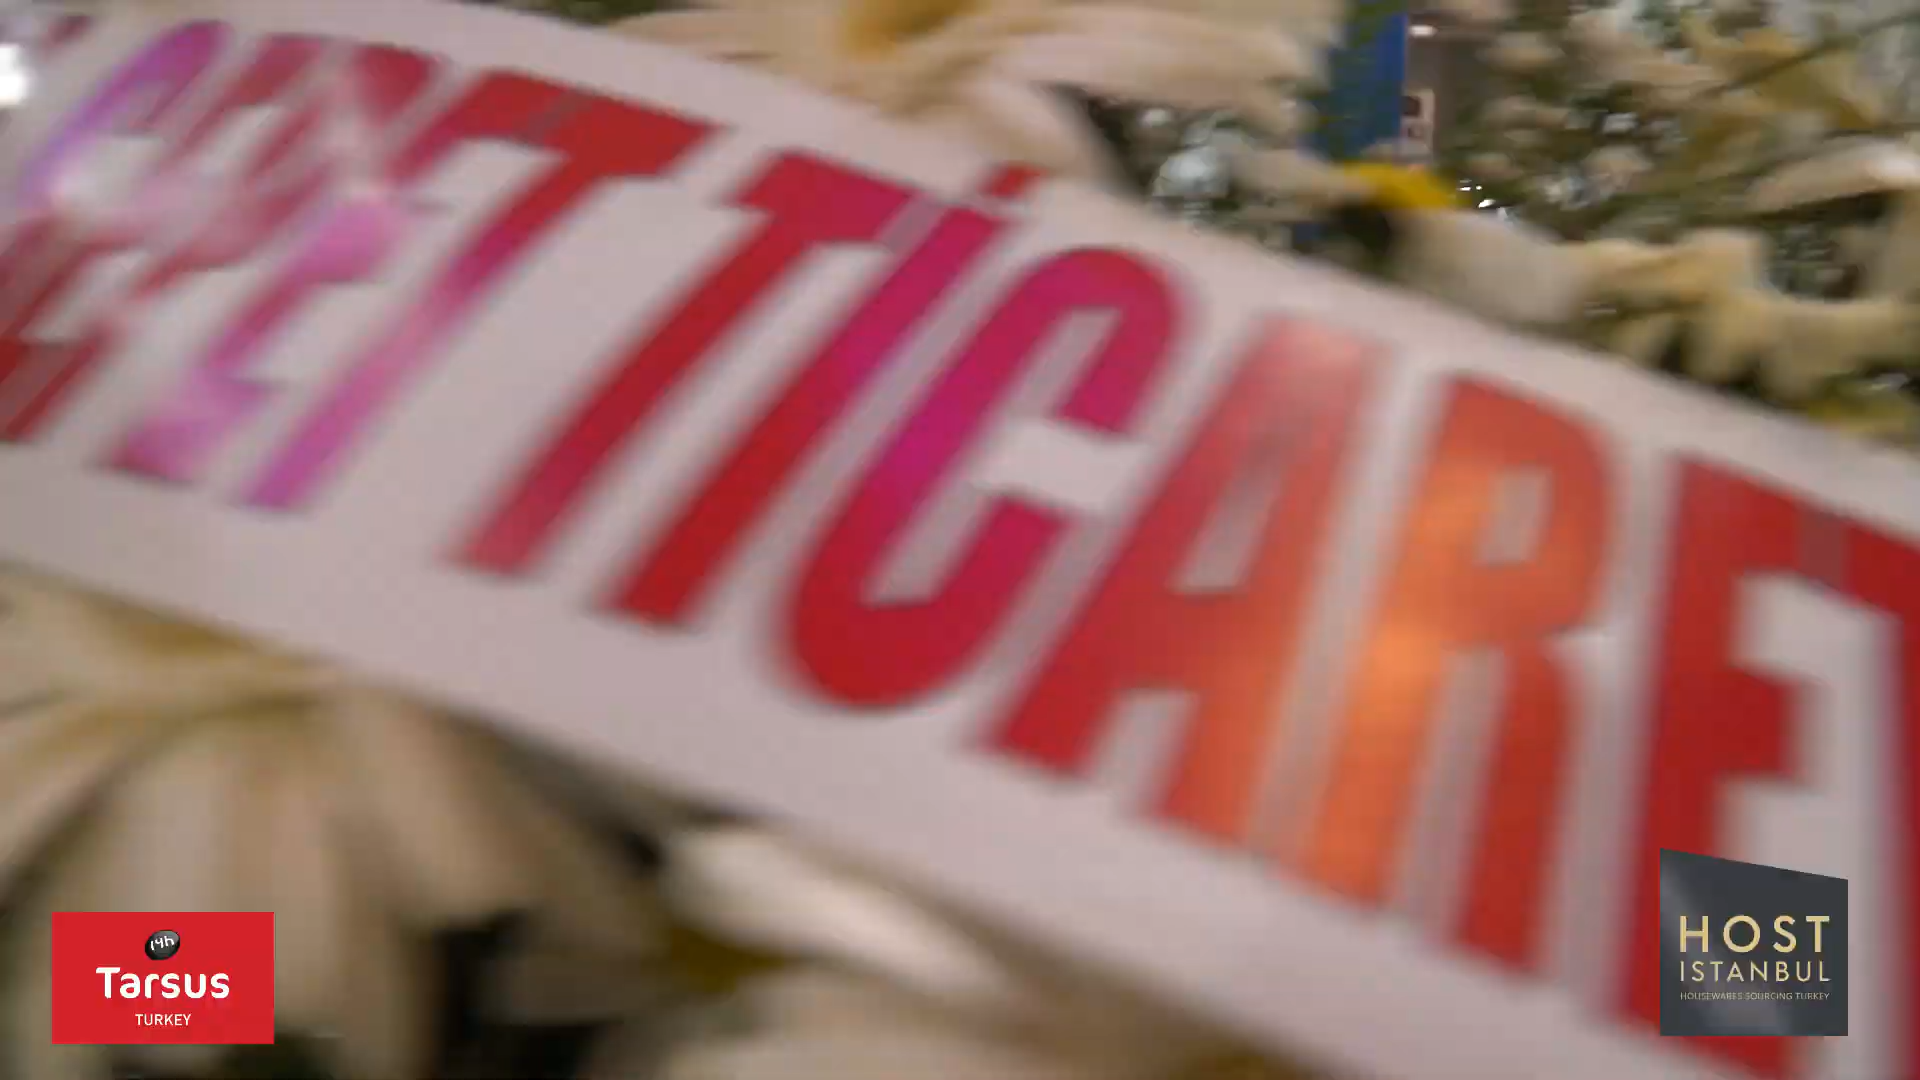 TİCARET
14h
Tarsus
TURKEY
HOST
ISTANBUL
HOUSEWARES SOURCING TURKEY